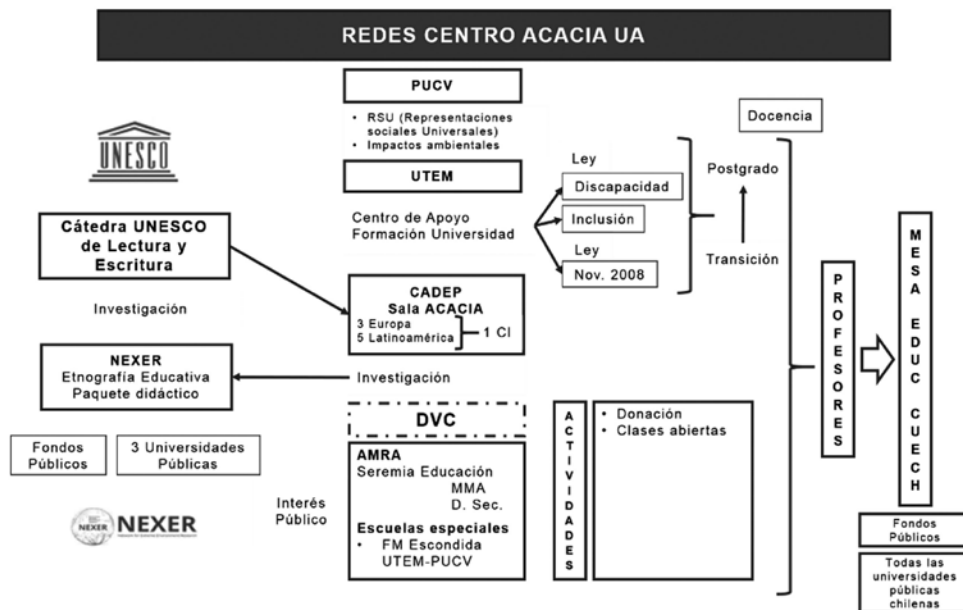 REDES CENTRO ACACIA UA
PUCV
• RSU (Representaciones
sociales Universales)
• Impactos ambientales
UTEM
Centro de Apoyo
Formación Universidad
Ley
Discapacidad
Inclusión
Ley
Nov. 2008
Docencia
Postgrado
Transición
UNESCO
Cátedra UNESCO
de Lectura y
Escritura
Investigación
CADEP
Sala ACACIA
3 Europa
5 Latinoamérica
1 CI
NEXER
Etnografía Educativa
Paquete didáctico
Investigación
Fondos
Públicos
3 Universidades
Públicas
NEXER
NEXER
Interés
Público
DVC
AMRA
Seremia Educación
MMA
D. Sec.
Escuelas especiales
• FM Escondida
UTEM-PUCV
ACTIVIDADES
• Donación
• Clases abiertas
PROFESORES
MESA EDUC CUECH
Fondos
Públicos
Todas las
universidades
públicas
chilenas